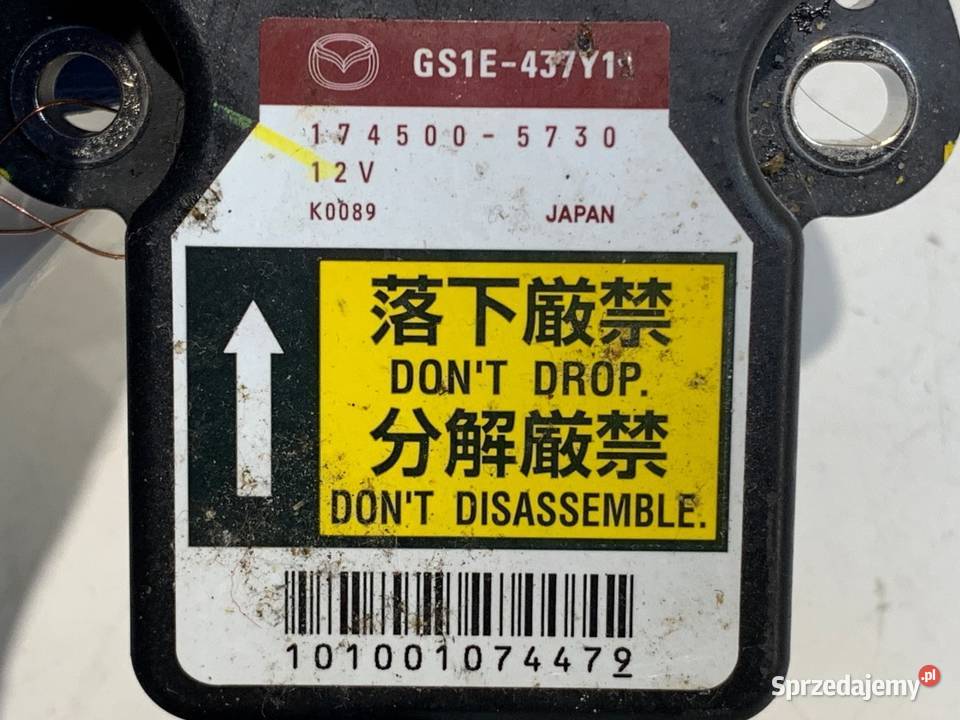 GS1E-437Y1
174500-5730
12V
K0089 JAPAN
落下厳禁
DON'T DROP.
分解厳禁
DON'T DISASSEMBLE.
101001074479
Sprzedajemy.pl